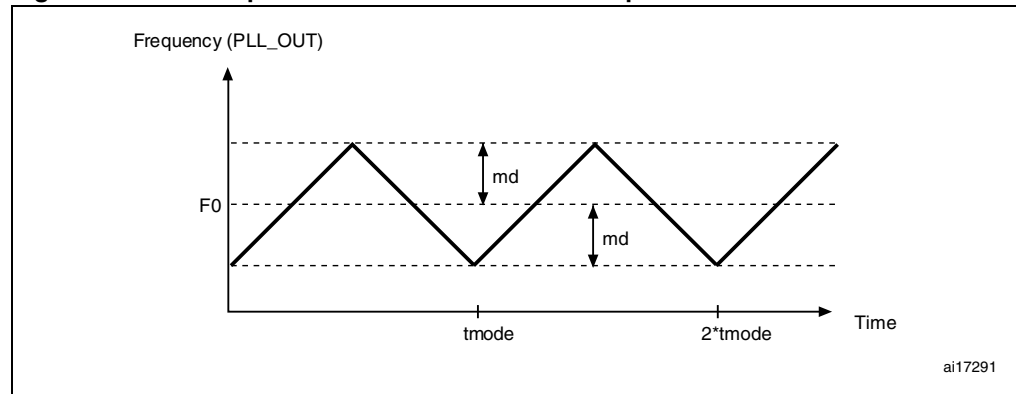 Frequency (PLL_OUT)
md
F0
md
tmode
2*tmode
Time
ai17291